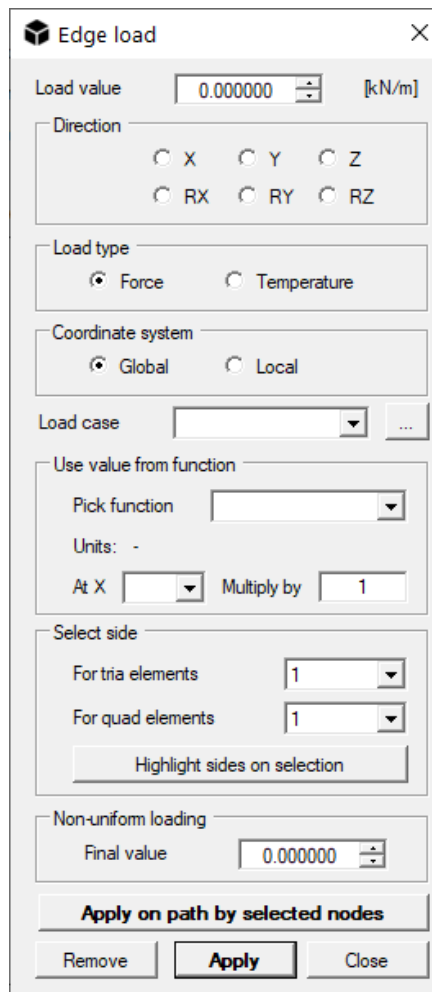 Edge load
Load value 0.000000 [kN/m]
Direction
X Y Z
RX RY RZ
Load type
Force Temperature
Coordinate system
Global Local
Load case ...
Use value from function
Pick function
Units: -
At X Multiply by 1
Select side
For tria elements 1
For quad elements 1
Highlight sides on selection
Non-uniform loading
Final value 0.000000
Apply on path by selected nodes
Remove Apply Close